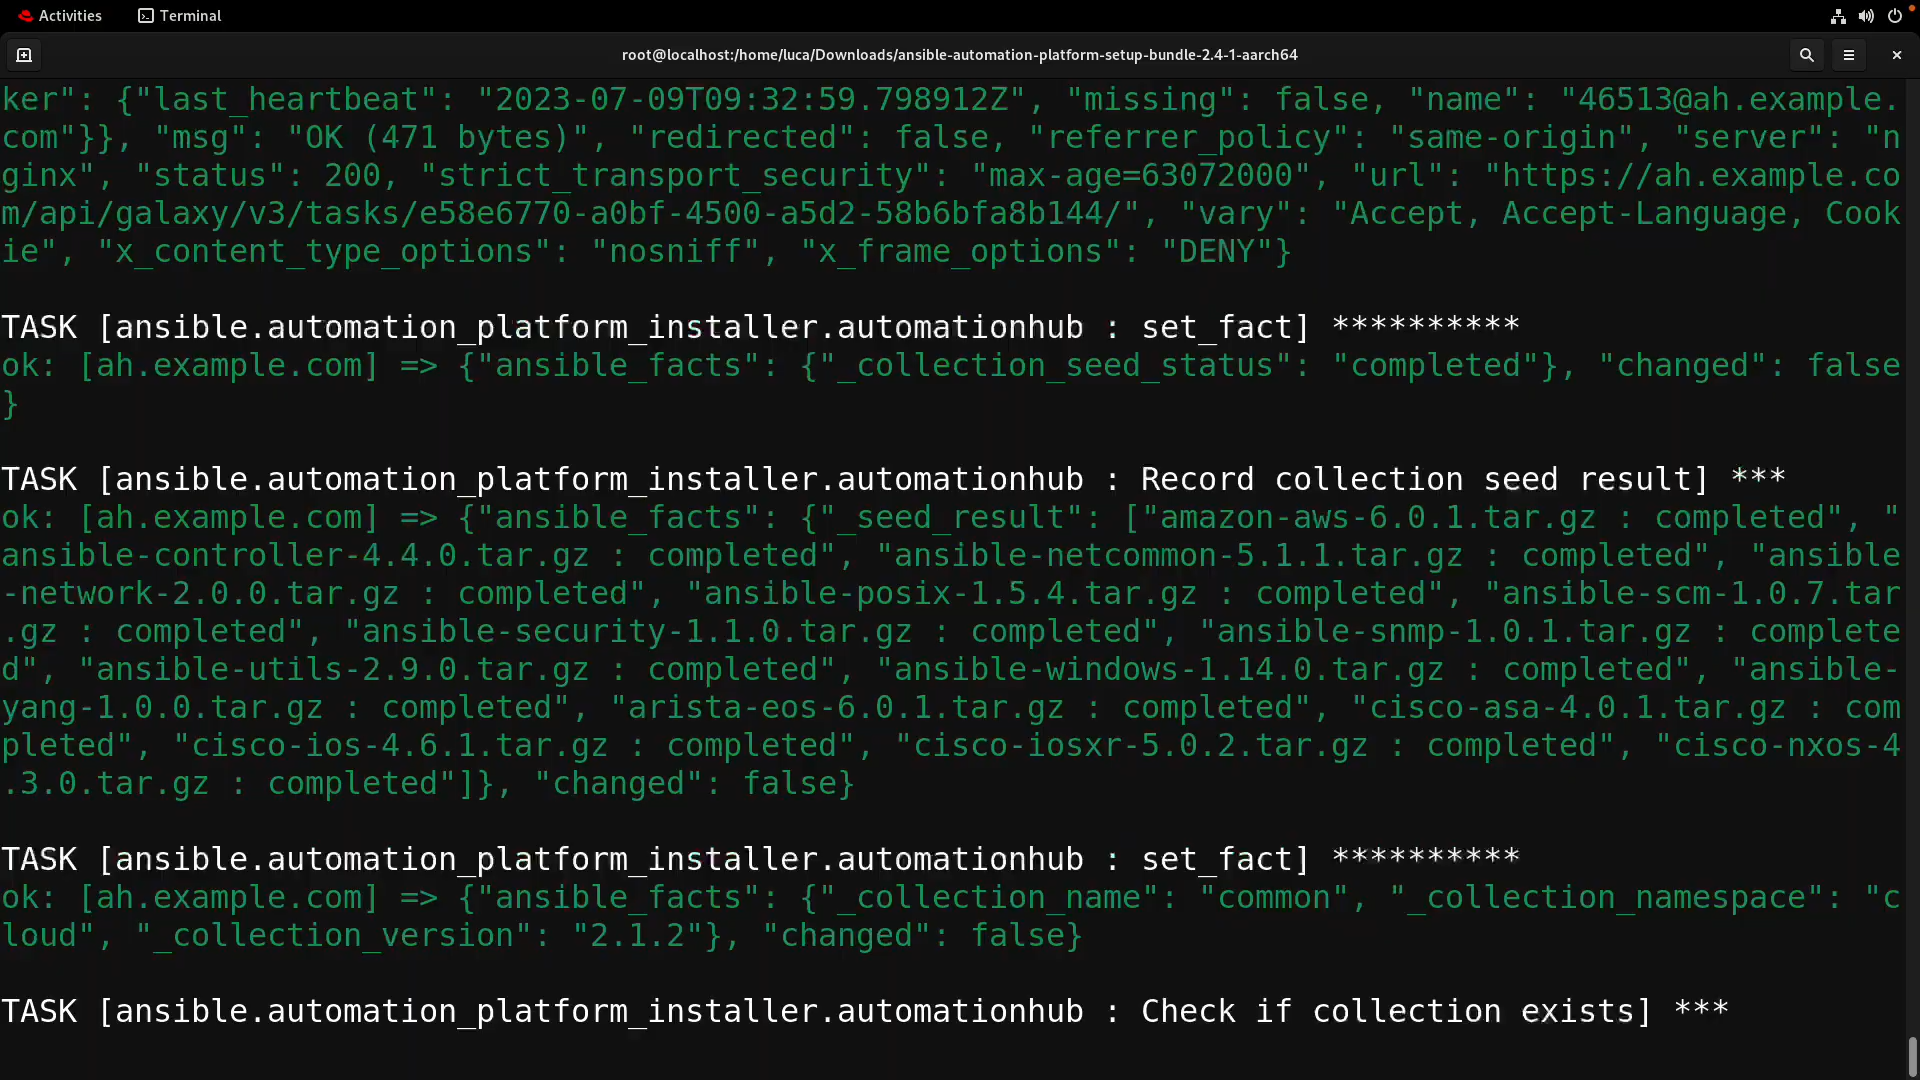 Activities Terminal
root@localhost:/home/luca/Downloads/ansible-automation-platform-setup-bundle-2.4-1-aarch64
ker": {"last_heartbeat": "2023-07-09T09:32:59.798912Z", "missing": false, "name": "46513@ah.example.
com"}}, "msg": "OK (471 bytes)", "redirected": false, "referrer_policy": "same-origin", "server": "n
ginx", "status": 200, "strict_transport_security": "max-age=63072000", "url": "https://ah.example.co
m/api/galaxy/v3/tasks/e58e6770-a0bf-4500-a5d2-58b6bfa8b144/", "vary": "Accept, Accept-Language, Cook
ie", "x_content_type_options": "nosniff", "x_frame_options": "DENY"}
TASK [ansible.automation_platform_installer.automationhub : set_fact] **********
ok: [ah.example.com] => {"ansible_facts": {"_collection_seed_status": "completed"}, "changed": false
}
TASK [ansible.automation_platform_installer.automationhub : Record collection seed result] ***
ok: [ah.example.com] => {"ansible_facts": {"_seed_result": ["amazon-aws-6.0.1.tar.gz : completed", "
ansible-controller-4.4.0.tar.gz : completed", "ansible-netcommon-5.1.1.tar.gz : completed", "ansible
-network-2.0.0.tar.gz : completed", "ansible-posix-1.5.4.tar.gz : completed", "ansible-scm-1.0.7.tar
.gz : completed", "ansible-security-1.1.0.tar.gz : completed", "ansible-snmp-1.0.1.tar.gz : complete
d", "ansible-utils-2.9.0.tar.gz : completed", "ansible-windows-1.14.0.tar.gz : completed", "ansible-
yang-1.0.0.tar.gz : completed", "arista-eos-6.0.1.tar.gz : completed", "cisco-asa-4.0.1.tar.gz : com
pleted", "cisco-ios-4.6.1.tar.gz : completed", "cisco-iosxr-5.0.2.tar.gz : completed", "cisco-nxos-4
.3.0.tar.gz : completed"]}, "changed": false}
TASK [ansible.automation_platform_installer.automationhub : set_fact] **********
ok: [ah.example.com] => {"ansible_facts": {"_collection_name": "common", "_collection_namespace": "c
loud", "_collection_version": "2.1.2"}, "changed": false}
TASK [ansible.automation_platform_installer.automationhub : Check if collection exists] ***